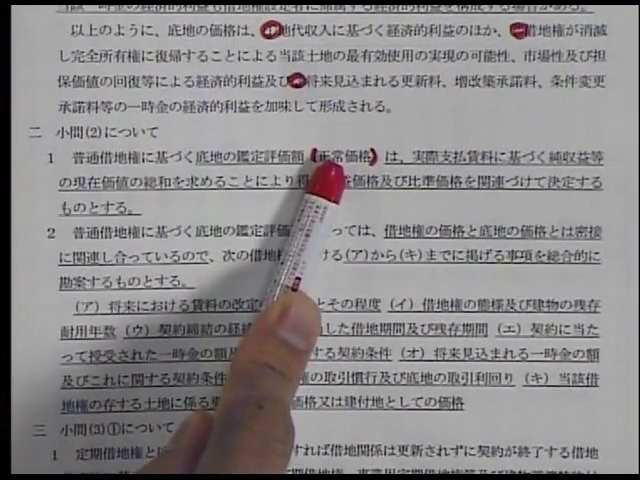 以上のように、底地の価格は、地代収入に基づく経済的利益のほか、借地権が消滅
し完全所有権に復帰することによる当該土地の最有効使用の実現の可能性、市場性及び担
保価値の回復等による経済的利益及び将来見込まれる更新料、増改築承諾料、条件変更
承諾料等の一時金の経済的利益を加味して形成される。
二 小問(2)について
1 普通借地権に基づく底地の鑑定評価額(正常価格)は、実際支払賃料に基づく純収益等
の現在価値の総和を求めることにより得 価格及び比準価格を関連づけて決定する
ものとする。
2 普通借地権に基づく底地の鑑定評価 っては、借地権の価格と底地の価格とは密接
に関連し合っているので、次の借地権 ける(ア)から(キ)までに掲げる事項を総合的に
勘案するものとする。
(ア)将来における賃料の改定の とその程度(イ)借地権の態様及び建物の残存
耐用年数(ウ)契約締結の経緯 した借地期間及び残存期間(エ)契約に当た
って授受された一時金の額及 する契約条件(オ)将来見込まれる一時金の額
及びこれに関する契約条件 権の取引慣行及び底地の取引利回り(キ)当該借
地権の存する土地に係る更 価格又は建付地としての価格
三 小問(3)①について
1 定期借地権と すれば借地関係は更新されずに契約が終了する借地